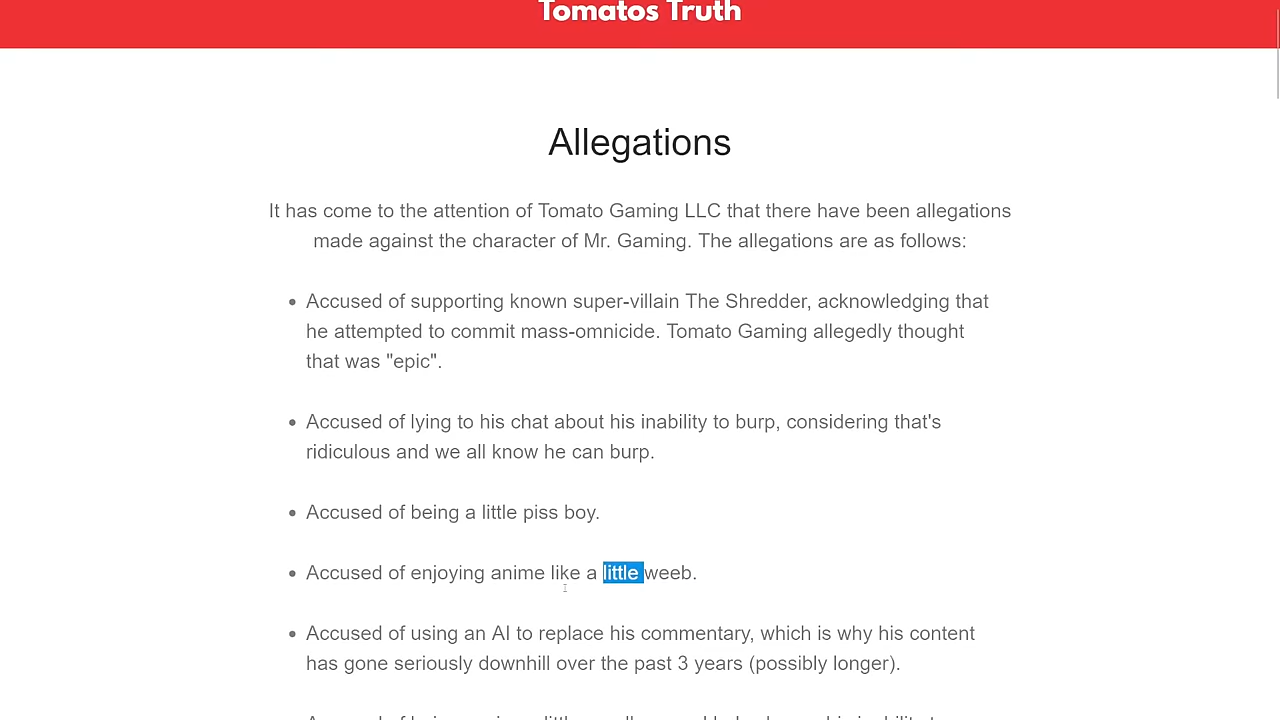 Tomatos Truth
Allegations
It has come to the attention of Tomato Gaming LLC that there have been allegations
made against the character of Mr. Gaming. The allegations are as follows:
Accused of supporting known super-villain The Shredder, acknowledging that
he attempted to commit mass-omnicide. Tomato Gaming allegedly thought
that was "epic".
Accused of lying to his chat about his inability to burp, considering that's
ridiculous and we all know he can burp.
Accused of being a little piss boy.
Accused of enjoying anime like a little weeb.
Accused of using an AI to replace his commentary, which is why his content
has gone seriously downhill over the past 3 years (possibly longer).